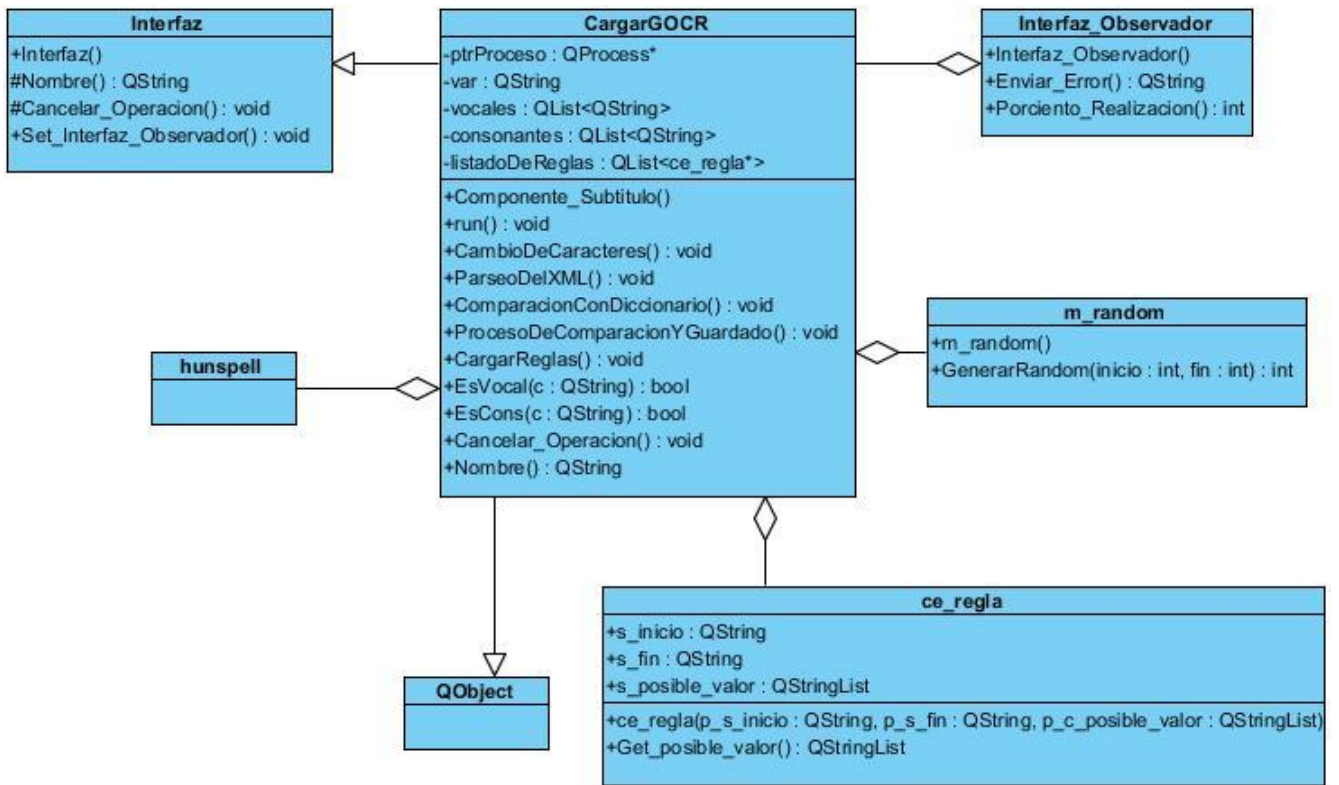 Interfaz
+Interfaz()
#Nombre() : QString
#Cancelar_Operacion() : void
+Set_Interfaz_Observador() : void
CargarGOCR
-ptrProceso : QProcess*
-var : QString
-vocales : QList<QString>
-consonantes : QList<QString>
-listadoDeReglas : QList<ce_regla*>
+Componente_Subtitulo()
+run() : void
+CambioDeCaracteres() : void
+ParseoDelXML() : void
+ComparacionConDiccionario() : void
+ProcesoDeComparacionYGuardado() : void
+CargarReglas() : void
+EsVocal(c : QString) : bool
+EsCons(c : QString) : bool
+Cancelar_Operacion() : void
+Nombre() : QString
Interfaz_Observador
+Interfaz_Observador()
+Enviar_Error() : QString
+Porciento_Realizacion() : int
m_random
+m_random()
+GenerarRandom(inicio : int, fin : int) : int
hunspell
QObject
ce_regla
+s_inicio : QString
+s_fin : QString
+s_posible_valor : QStringList
+ce_regla(p_s_inicio : QString, p_s_fin : QString, p_c_posible_valor : QStringList)
+Get_posible_valor() : QStringList